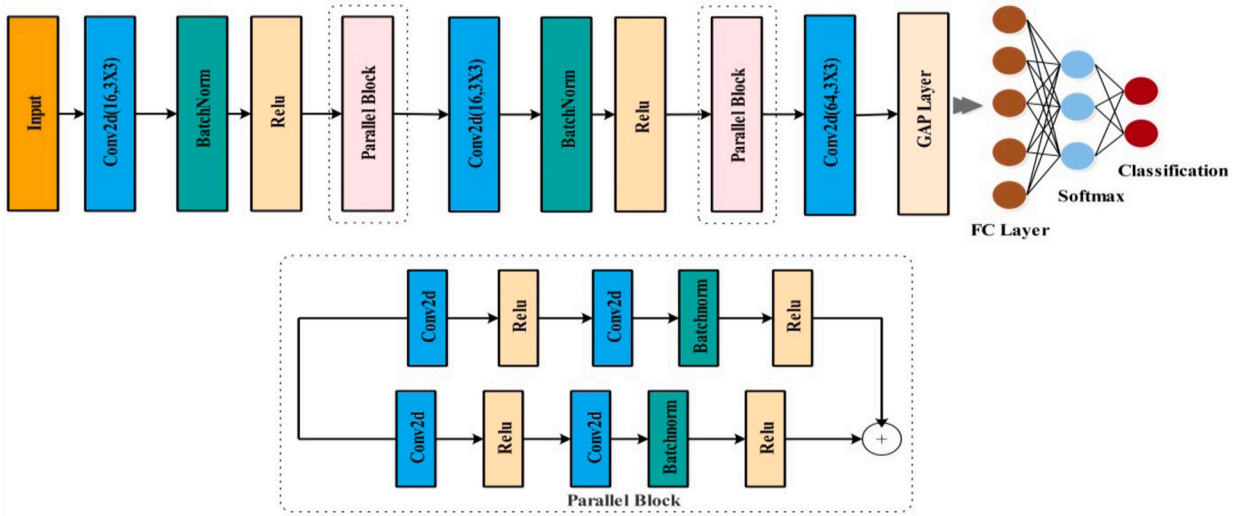 Input
Conv2d(16,3X3)
BatchNorm
Relu
Parallel Block
Conv2d(16,3X3)
BatchNorm
Relu
Parallel Block
Conv2d(64,3X3)
GAP Layer
FC Layer
Softmax
Classification
Conv2d
Relu
Conv2d
Batchnorm
Relu
Conv2d
Relu
Conv2d
Batchnorm
Relu
+
Parallel Block